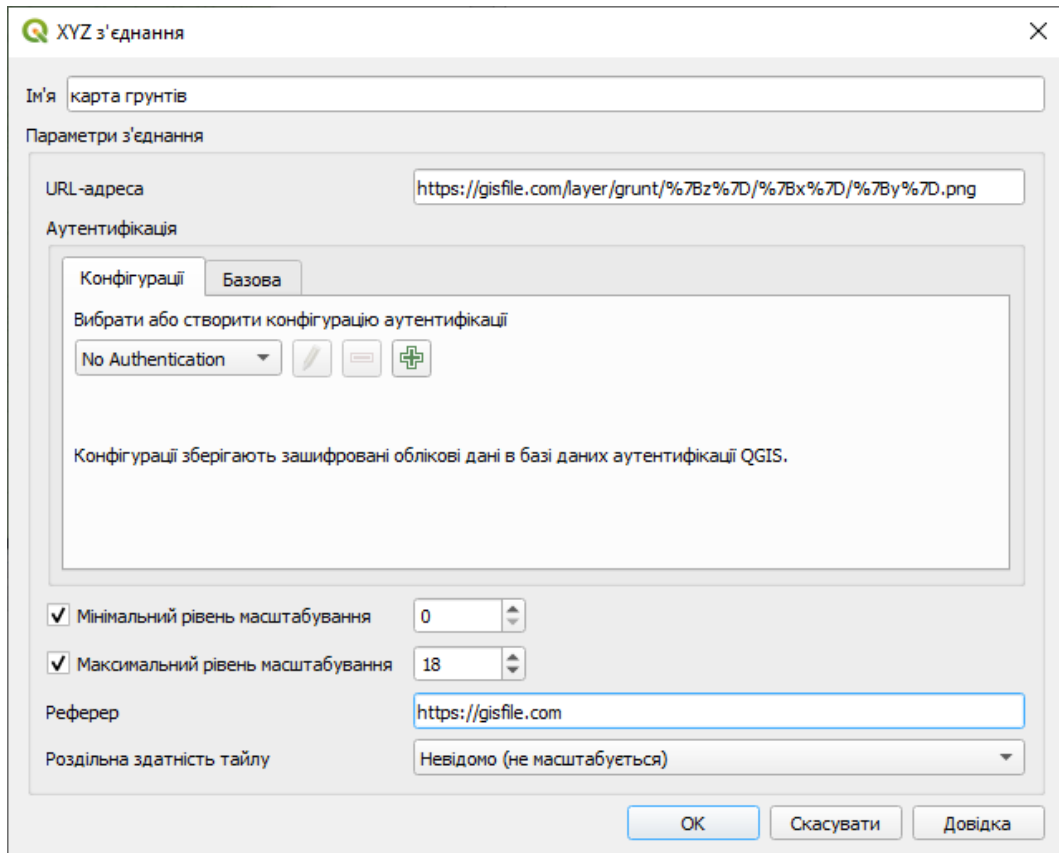 XYZ з'єднання
Ім'я карта грунтів
Параметри з'єднання
URL-адреса https://gisfile.com/layer/grunt/%7Bz%7D/%7Bx%7D/%7By%7D.png
Аутентифікація
Конфігурації Базова
Вибрати або створити конфігурацію аутентифікації
No Authentication
Конфігурації зберігають зашифровані облікові дані в базі даних аутентифікації QGIS.
Мінімальний рівень масштабування 0
Максимальний рівень масштабування 18
Реферер https://gisfile.com
Роздільна здатність тайлу Невідомо (не масштабується)
OK Скасувати Довідка